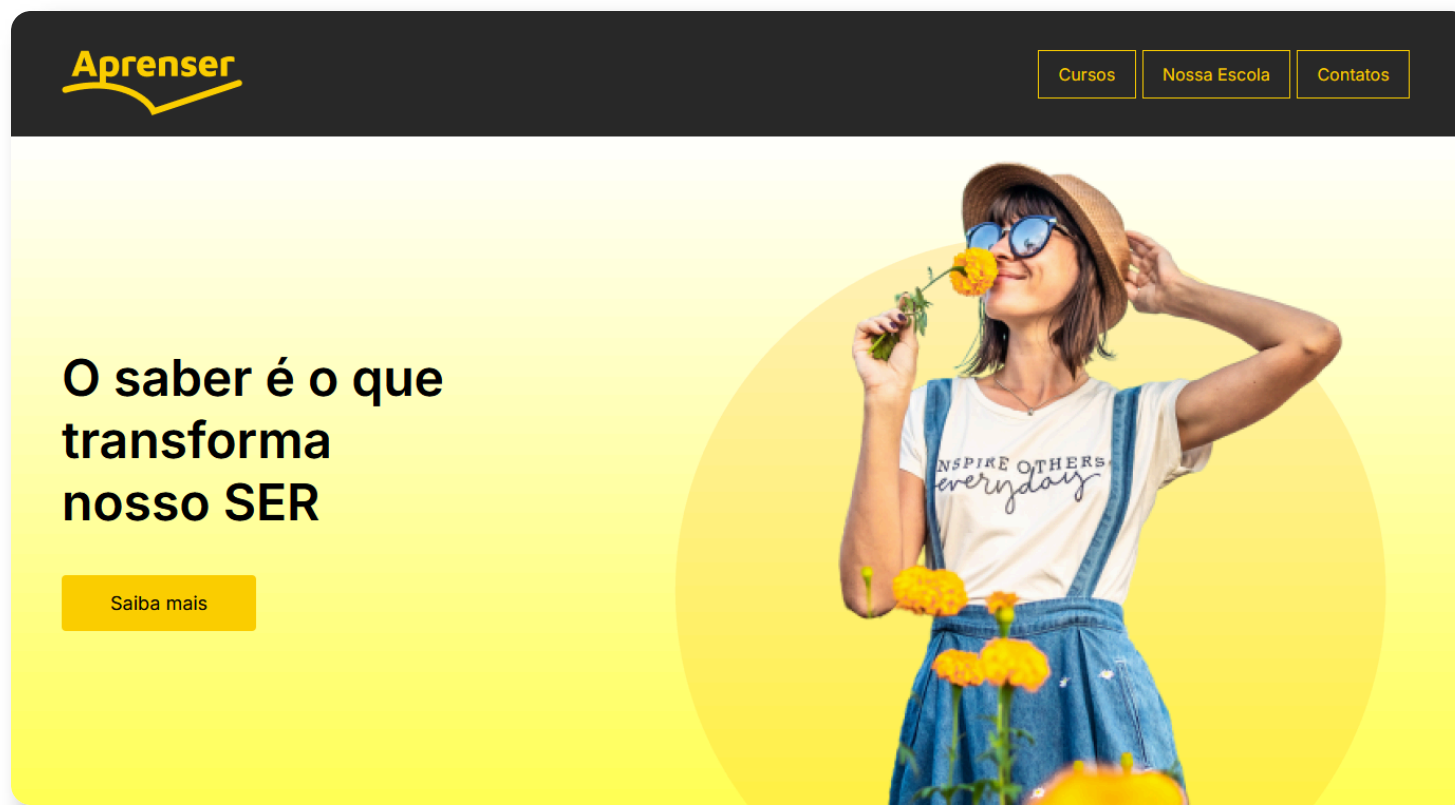 Aprenser
Cursos
Nossa Escola
Contatos
O saber é o que
transforma
nosso SER
Saiba mais
NSPIRE OTHERS
everyday